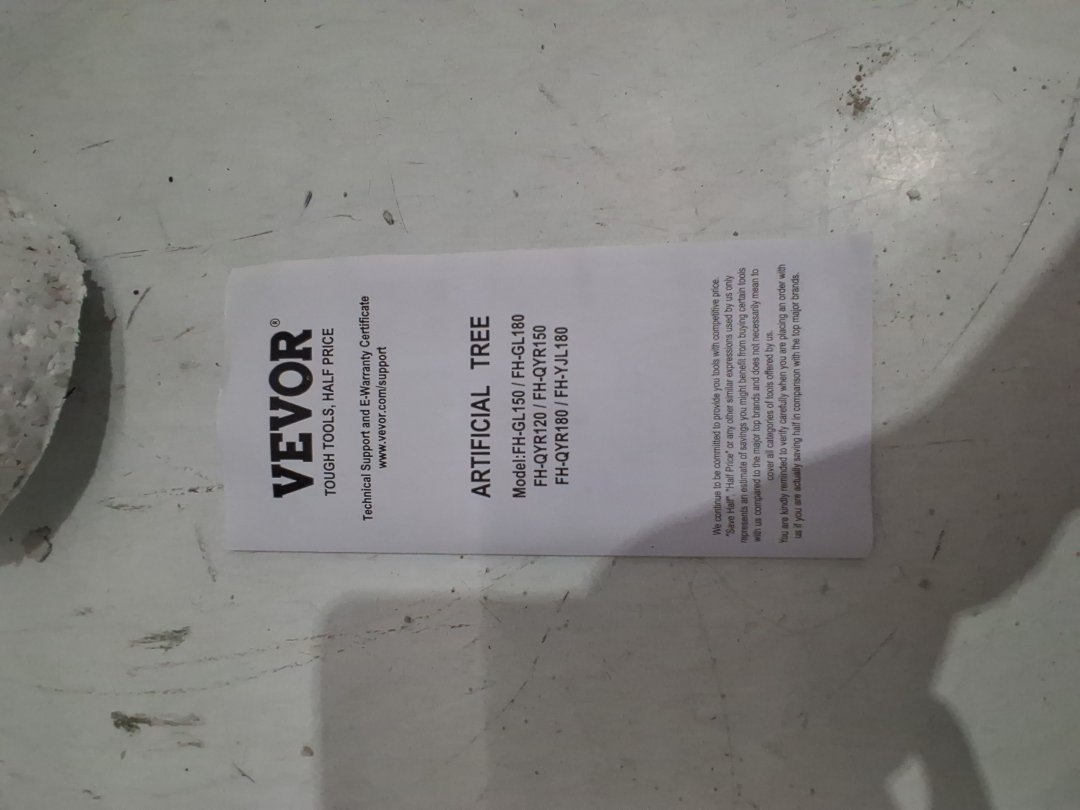 VEVOR®
TOUGH TOOLS, HALF PRICE
Technical Support and E-Warranty Certificate
www.vevor.com/support
ARTIFICIAL TREE
Model:FH-GL150 / FH-GL180
FH-QYR120 / FH-QYR150
FH-QYR180 / FH-YJL180
We continue to be committed to provide you tools with competitive price.
"Save Half", "Half Price" or any other similar expressions used by us only
represents an estimate of savings you might benefit from buying certain tools
with us compared to the major top brands and does not necessarily mean to
cover all categories of tools offered by us.
You are kindly reminded to verify carefully when you are placing an order with
us if you are actually saving half in comparison with the top major brands.